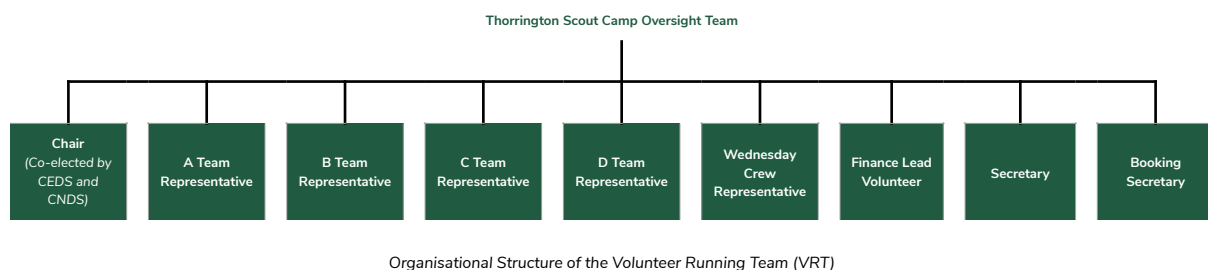 Thorrington Scout Camp Oversight Team
Chair
(Co-elected by
CEDS and
CNDS)
A Team
Representative
B Team
Representative
C Team
Representative
D Team
Representative
Wednesday
Crew
Representative
Finance Lead
Volunteer
Secretary
Booking
Secretary
Organisational Structure of the Volunteer Running Team (VRT)